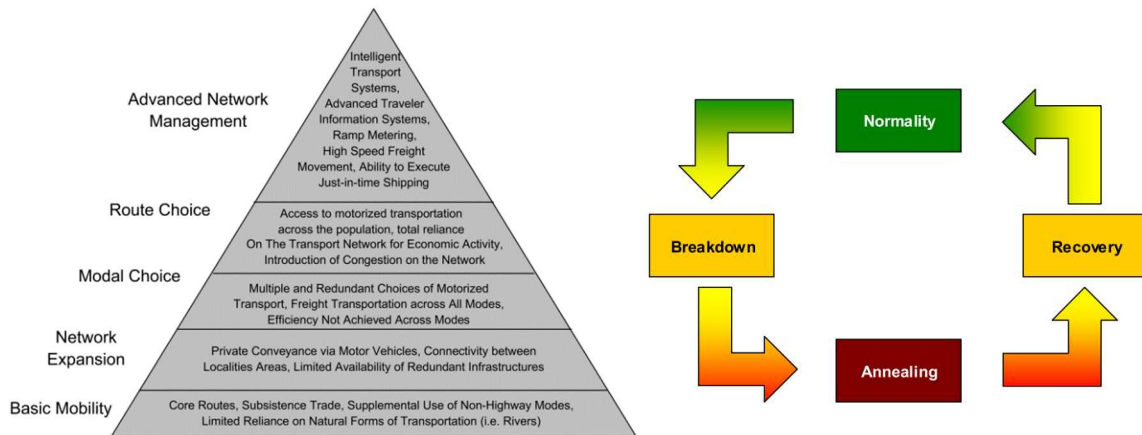 Advanced Network
Management
Intelligent
Transport
Systems,
Advanced Traveler
Information Systems,
Ramp Metering,
High Speed Freight
Movement, Ability to Execute
Just-in-time Shipping
Route Choice
Access to motorized transportation
across the population, total reliance
On The Transport Network for Economic Activity,
Introduction of Congestion on the Network
Modal Choice
Multiple and Redundant Choices of Motorized
Transport, Freight Transportation across All Modes,
Efficiency Not Achieved Across Modes
Network
Expansion
Private Conveyance via Motor Vehicles, Connectivity between
Localities Areas, Limited Availability of Redundant Infrastructures
Basic Mobility
Core Routes, Subsistence Trade, Supplemental Use of Non-Highway Modes,
Limited Reliance on Natural Forms of Transportation (i.e. Rivers)
Normality
Breakdown
Recovery
Annealing